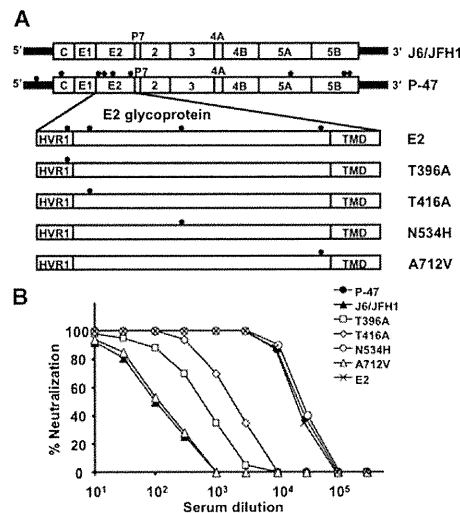 A
P7 4A
5' C E1 E2 2 3 4B 5A 5B 3' J6/JFH1
P7 4A
5' C E1 E2 2 3 4B 5A 5B 3' P-47
E2 glycoprotein
HVR1 TMD E2
HVR1 TMD T396A
HVR1 TMD T416A
HVR1 TMD N534H
HVR1 TMD A712V
B
P-47
J6/JFH1
T396A
T416A
N534H
A712V
E2
% Neutralization
100
80
60
40
20
0
10¹ 10² 10³ 10⁴ 10⁵
Serum dilution